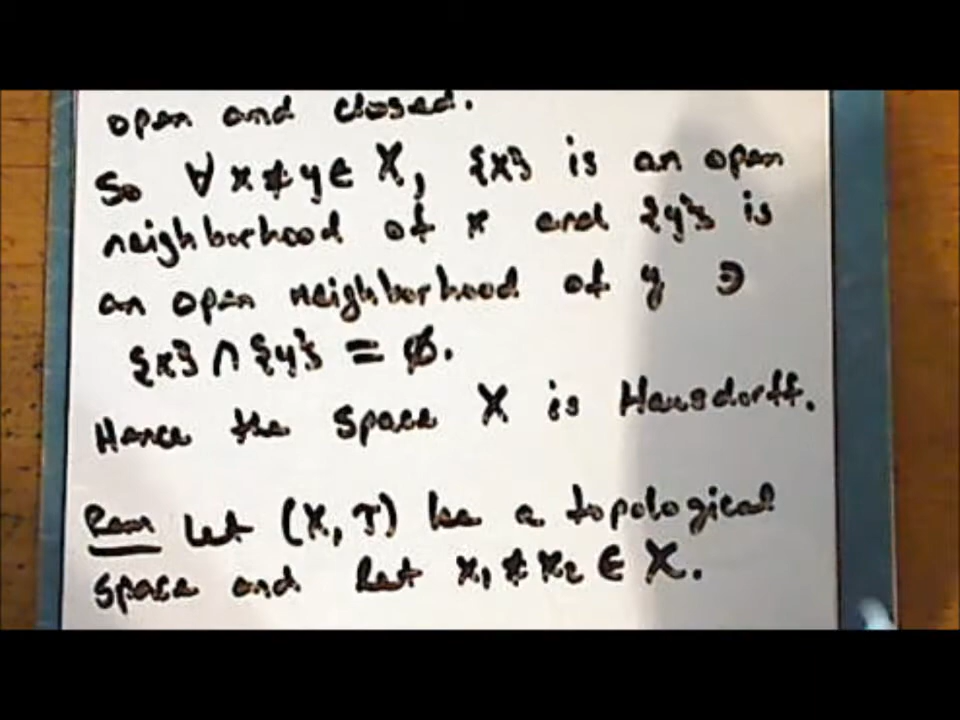 open and closed.
So ∀ x ≠ y ∈ X, {x} is an open
neighborhood of x and {y} is
an open neighborhood of y ∋
{x} ∩ {y} = ∅.
Hence the space X is Hausdorff.
Rem Let (X, τ) be a topological
space and let x₁ ≠ x₂ ∈ X.